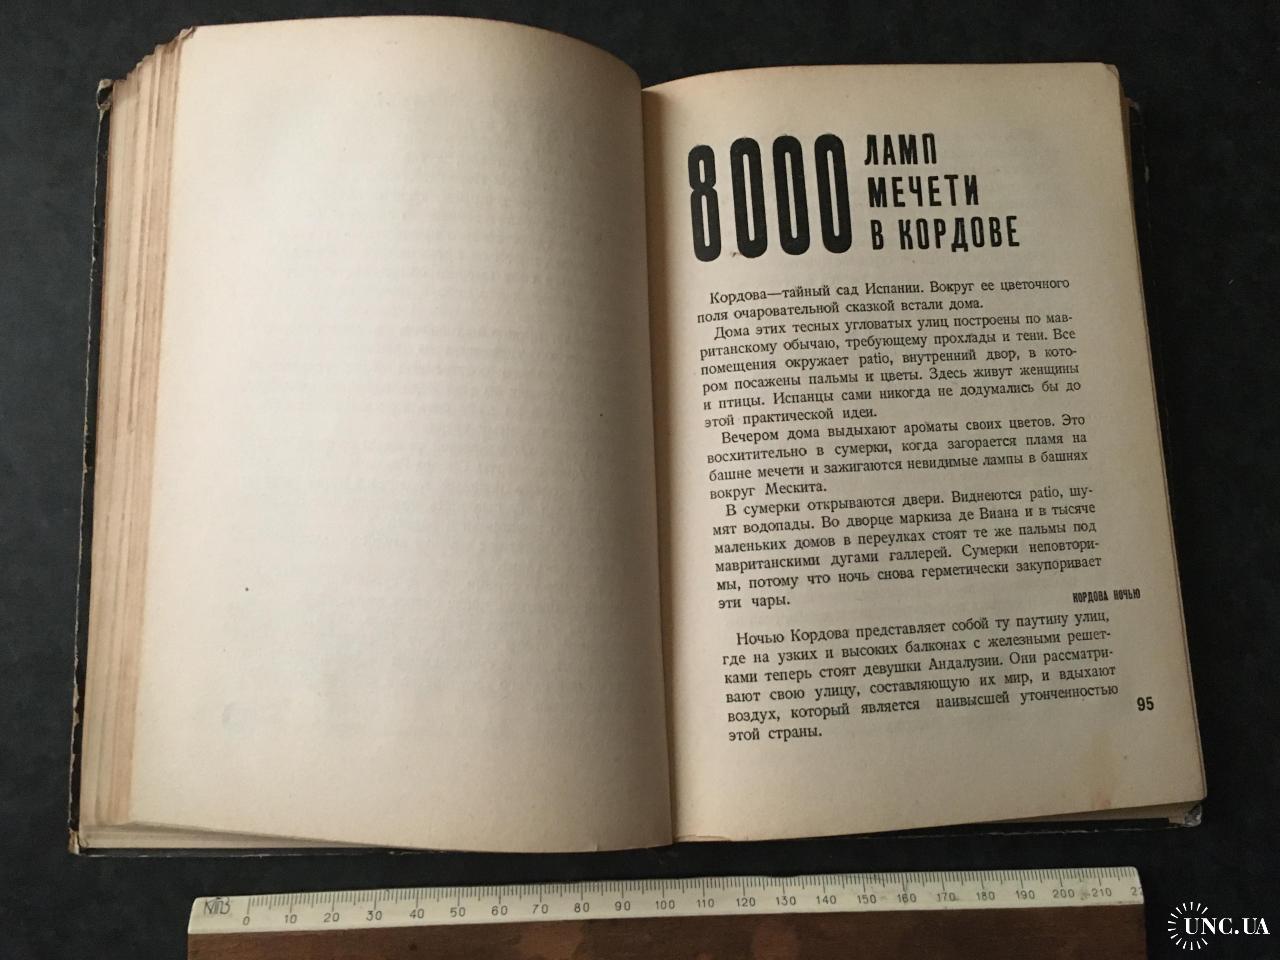 8000 ЛАМП
МЕЧЕТИ
В КОРДОВЕ
Кордова—тайный сад Испании. Вокруг ее цветочного
поля очаровательной сказкой встали дома.
Дома этих тесных угловатых улиц построены по мав-
ританскому обычаю, требующему прохлады и тени. Все
помещения окружает patio, внутренний двор, в кото-
ром посажены пальмы и цветы. Здесь живут женщины
и птицы. Испанцы сами никогда не додумались бы до
этой практической идеи.
Вечером дома выдыхают ароматы своих цветов. Это
восхитительно в сумерки, когда загорается пламя на
башне мечети и зажигаются невидимые лампы в башнях
вокруг Мескита.
В сумерки открываются двери. Виднеются patio, шу-
мят водопады. Во дворце маркиза де Виана и в тысяче
маленьких домов в переулках стоят те же пальмы под
мавританскими дугами галлерей. Сумерки неповтори-
мы, потому что ночь снова герметически закупоривает
эти чары.
КОРДОВА НОЧЬЮ
Ночью Кордова представляет собой ту паутину улиц,
где на узких и высоких балконах с железными решет-
ками теперь стоят девушки Андалузии. Они рассматри-
вают свою улицу, составляющую их мир, и вдыхают
воздух, который является наивысшей утонченностью
этой страны.
95
0 10 20 30 40 50 60 70 80 90 100 110 120 130 140 150 160 170 180 190 200 210
UNC.UA